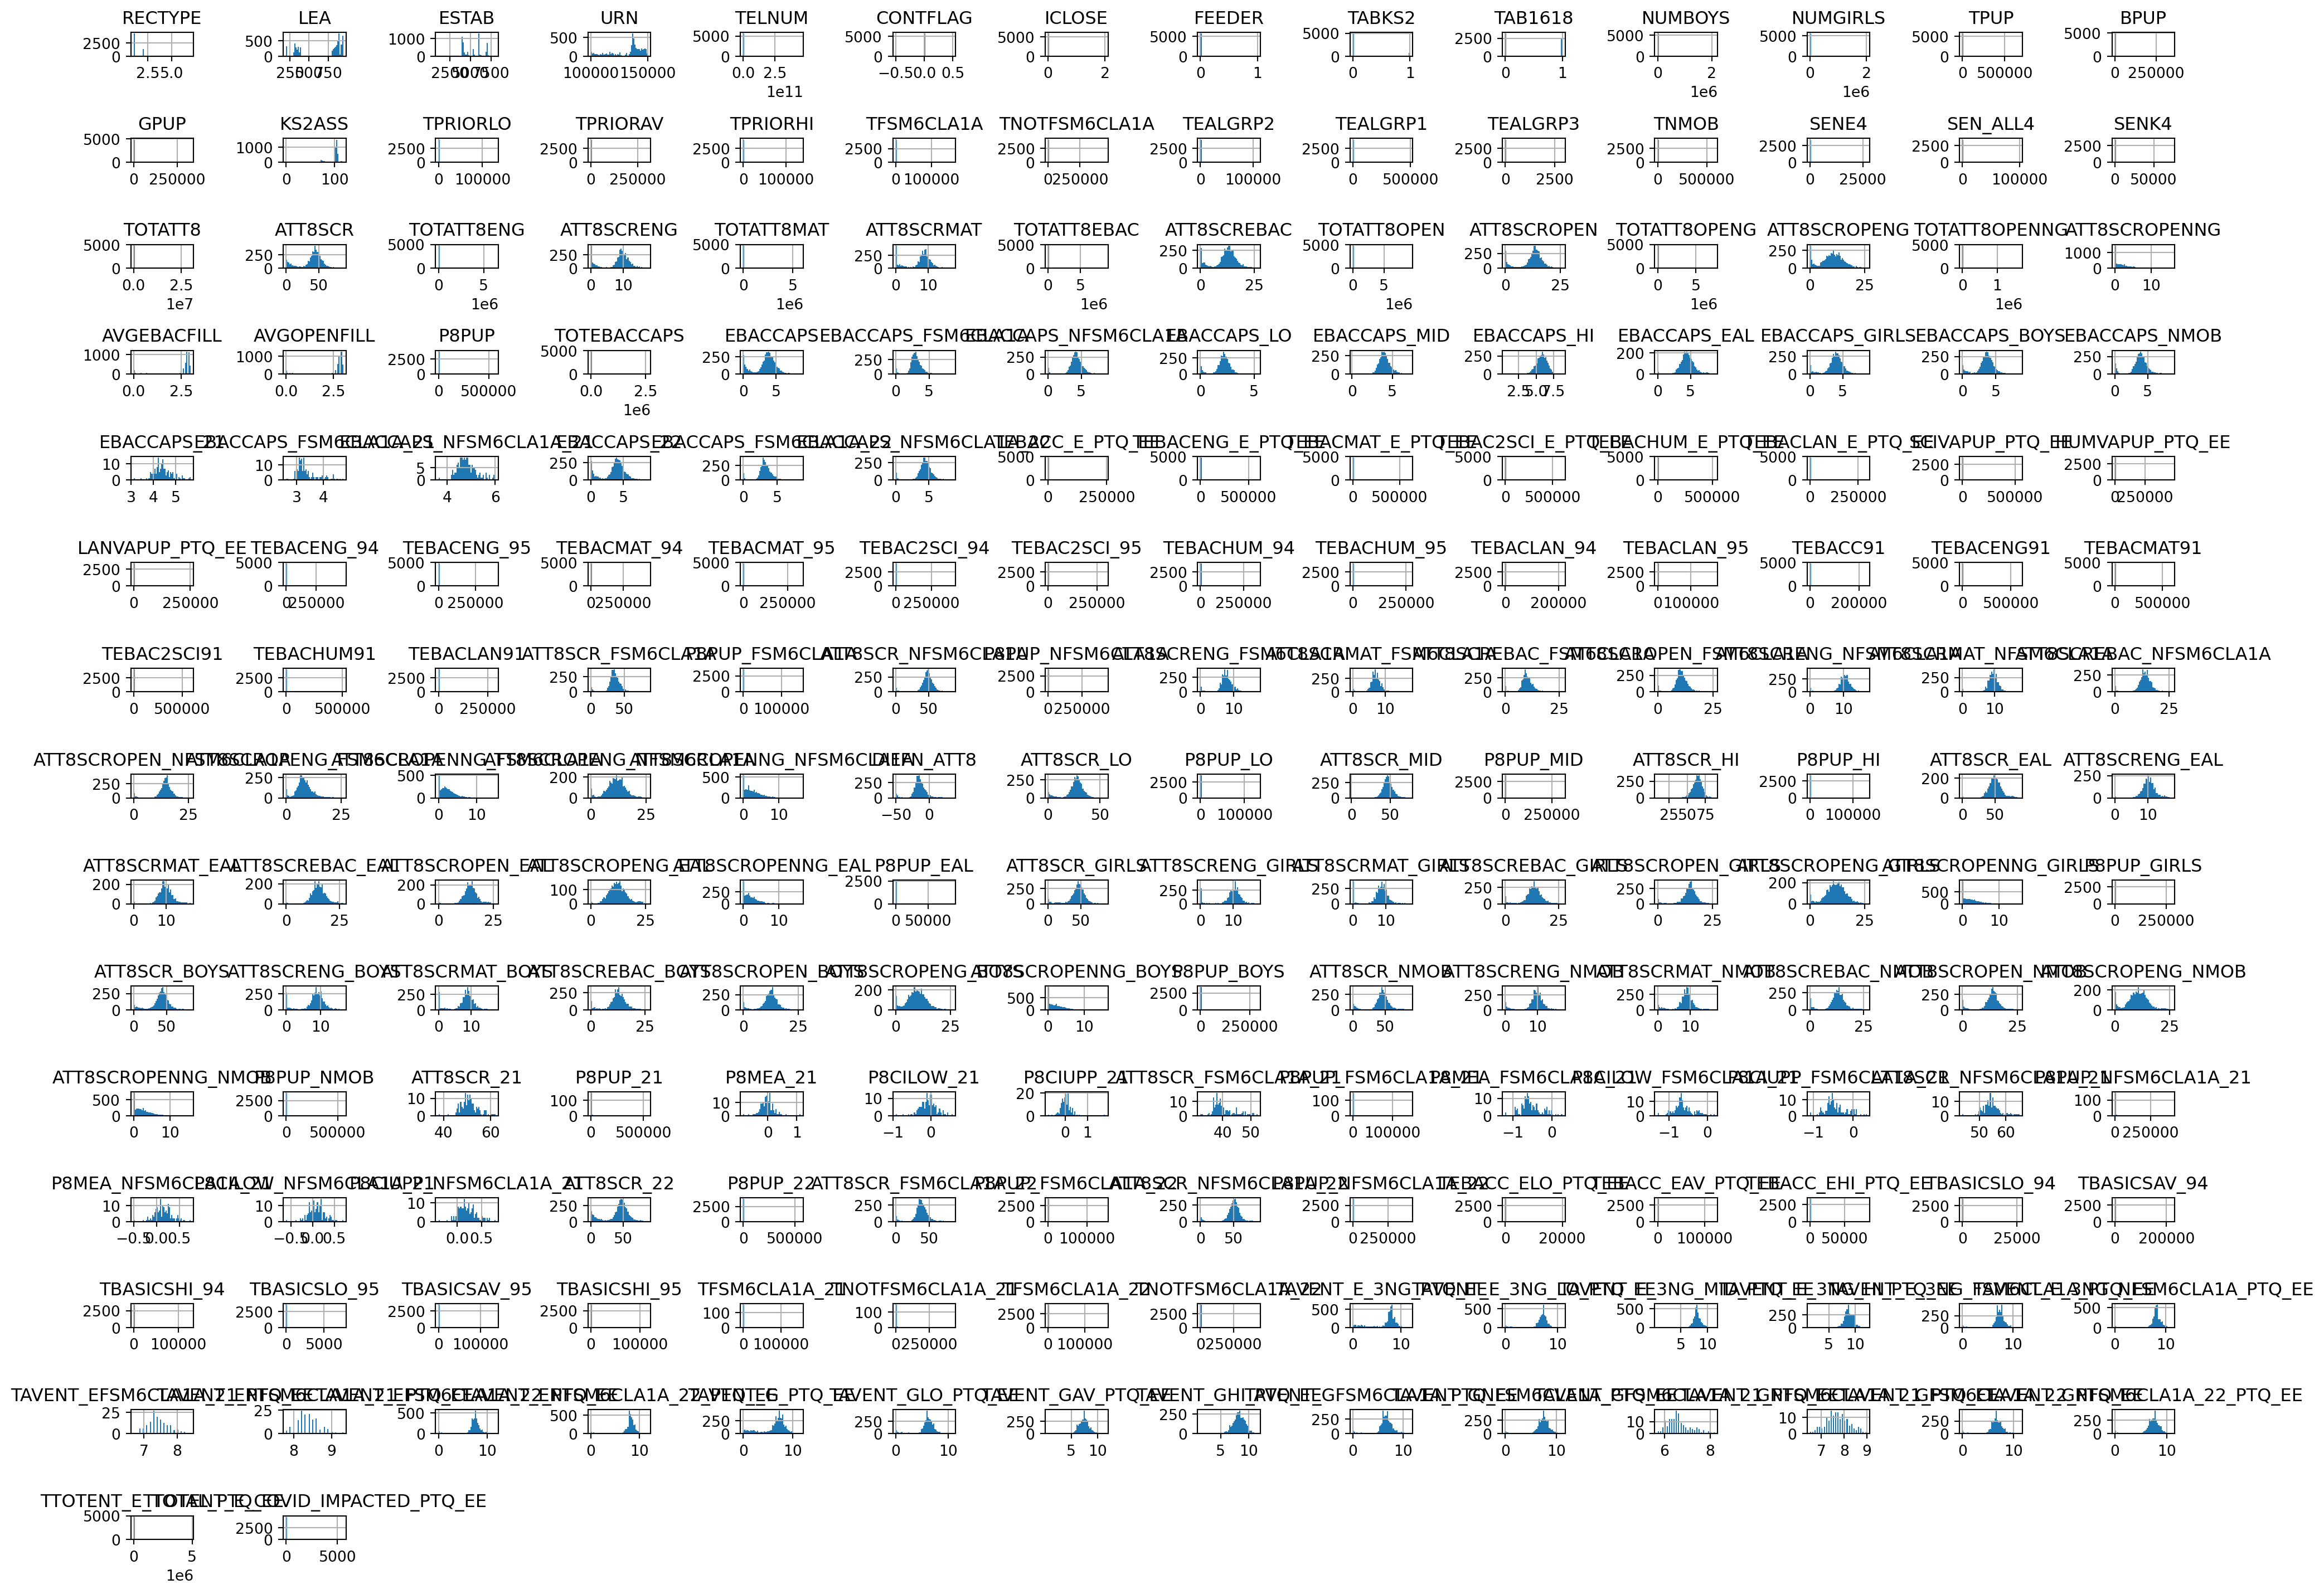 RECTYPE LEA ESTAB URN TELNUM CONTFLAG ICLOSE FEEDER TABKS2 TAB1618 NUMBOYS NUMGIRLS TPUP BPUP
2500 500 1000 500 5000 5000 5000 5000 5000 2500 5000 5000 5000 5000
0 0 0 0 0 0 0 0 0 0 0 0 0 0
2.5 5.0 250 500 750 2500 5000 7500 100000 150000 0.0 2.5 −0.5 0.0 0.5 0 2 0 1 0 1 0 1 0 2 0 2 0 500000 0 250000
1e11 1e6 1e6
GPUP KS2ASS TPRIORLO TPRIORAV TPRIORHI TFSM6CLA1A TNOTFSM6CLA1A TEALGRP2 TEALGRP1 TEALGRP3 TNMOB SENE4 SEN_ALL4 SENK4
5000 1000 2500 2500 2500 2500 2500 2500 2500 2500 2500 2500 2500 2500
0 0 0 0 0 0 0 0 0 0 0 0 0 0
0 250000 0 100 0 100000 0 250000 0 100000 0 100000 0 250000 0 100000 0 500000 0 2500 0 500000 0 25000 0 100000 0 50000
TOTATT8 ATT8SCR TOTATT8ENG ATT8SCRENG TOTATT8MAT ATT8SCRMAT TOTATT8EBAC ATT8SCREBAC TOTATT8OPEN ATT8SCROPEN TOTATT8OPENG ATT8SCROPENG TOTATT8OPENNG ATT8SCROPENNG
5000 250 5000 250 5000 250 5000 250 5000 250 5000 250 5000 1000
0 0 0 0 0 0 0 0 0 0 0 0 0 0
0.0 2.5 0 50 0 5 0 10 0 5 0 10 0 5 0 25 0 5 0 25 0 5 0 25 0 1 0 10
1e7 1e6 1e6 1e6 1e6 1e6 1e6
AVGEBACFILL AVGOPENFILL P8PUP TOTEBACCAPS EBACCAPS EBACCAPS_FSM6CLA1A EBACCAPS_NFSM6CLA1A EBACCAPS_LO EBACCAPS_MID EBACCAPS_HI EBACCAPS_EAL EBACCAPS_GIRLS EBACCAPS_BOYS EBACCAPS_NMOB
1000 1000 2500 5000 250 250 250 250 250 250 200 250 250 250
0 0 0 0 0 0 0 0 0 0 0 0 0 0
0.0 2.5 0.0 2.5 0 500000 0.0 2.5 0 5 0 5 0 5 0 5 0 5 2.5 5.0 7.5 0 5 0 5 0 5 0 5
1e6
EBACCAPS_21 EBACCAPS_FSM6CLA1A_21 EBACCAPS_NFSM6CLA1A_21 EBACCAPS_22 EBACCAPS_FSM6CLA1A_22 EBACCAPS_NFSM6CLA1A_22 TEBACC_E_PTQ_EE TEBACENG_E_PTQ_EE TEBACMAT_E_PTQ_EE TEBAC2SCI_E_PTQ_EE TEBACHUM_E_PTQ_EE TEBACLAN_E_PTQ_EE SCIVAPUP_PTQ_EE HUMVAPUP_PTQ_EE
10 10 5 250 250 250 5000 5000 5000 5000 5000 5000 2500 2500
0 0 0 0 0 0 0 0 0 0 0 0 0 0
3 4 5 3 4 4 6 0 5 0 5 0 5 0 250000 0 500000 0 500000 0 500000 0 500000 0 250000 0 500000 0 250000
LANVAPUP_PTQ_EE TEBACENG_94 TEBACENG_95 TEBACMAT_94 TEBACMAT_95 TEBAC2SCI_94 TEBAC2SCI_95 TEBACHUM_94 TEBACHUM_95 TEBACLAN_94 TEBACLAN_95 TEBACC91 TEBACENG91 TEBACMAT91
2500 5000 5000 5000 5000 2500 2500 2500 2500 2500 2500 5000 5000 5000
0 0 0 0 0 0 0 0 0 0 0 0 0 0
0 250000 0 250000 0 250000 0 250000 0 250000 0 250000 0 250000 0 250000 0 250000 0 200000 0 100000 0 200000 0 500000 0 500000
TEBAC2SCI91 TEBACHUM91 TEBACLAN91 ATT8SCR_FSM6CLA1A P8PUP_FSM6CLA1A ATT8SCR_NFSM6CLA1A P8PUP_NFSM6CLA1A ATT8SCRENG_FSM6CLA1A ATT8SCRMAT_FSM6CLA1A ATT8SCREBAC_FSM6CLA1A ATT8SCROPEN_FSM6CLA1A ATT8SCRENG_NFSM6CLA1A ATT8SCRMAT_NFSM6CLA1A ATT8SCREBAC_NFSM6CLA1A
2500 2500 2500 250 2500 250 2500 250 250 250 250 250 250 250
0 0 0 0 0 0 0 0 0 0 0 0 0 0
0 500000 0 500000 0 250000 0 50 0 100000 0 50 0 250000 0 10 0 10 0 25 0 25 0 10 0 10 0 25
ATT8SCROPEN_NFSM6CLA1A ATT8SCROPENG_FSM6CLA1A ATT8SCROPENNG_FSM6CLA1A ATT8SCROPENG_NFSM6CLA1A ATT8SCROPENNG_NFSM6CLA1A DIFFN_ATT8 ATT8SCR_LO P8PUP_LO ATT8SCR_MID P8PUP_MID ATT8SCR_HI P8PUP_HI ATT8SCR_EAL ATT8SCRENG_EAL
250 250 500 200 500 250 250 2500 250 2500 250 2500 200 250
0 0 0 0 0 0 0 0 0 0 0 0 0 0
0 25 0 25 0 10 0 25 0 10 −50 0 0 50 0 100000 0 50 0 250000 25 50 75 0 100000 0 50 0 10
ATT8SCRMAT_EAL ATT8SCREBAC_EAL ATT8SCROPEN_EAL ATT8SCROPENG_EAL ATT8SCROPENNG_EAL P8PUP_EAL ATT8SCR_GIRLS ATT8SCRENG_GIRLS ATT8SCRMAT_GIRLS ATT8SCREBAC_GIRLS ATT8SCROPEN_GIRLS ATT8SCROPENG_GIRLS ATT8SCROPENNG_GIRLS P8PUP_GIRLS
200 200 200 100 250 2500 250 250 250 250 250 200 500 2500
0 0 0 0 0 0 0 0 0 0 0 0 0 0
0 10 0 25 0 25 0 25 0 10 0 50000 0 50 0 10 0 10 0 25 0 25 0 25 0 10 0 250000
ATT8SCR_BOYS ATT8SCRENG_BOYS ATT8SCRMAT_BOYS ATT8SCREBAC_BOYS ATT8SCROPEN_BOYS ATT8SCROPENG_BOYS ATT8SCROPENNG_BOYS P8PUP_BOYS ATT8SCR_NMOB ATT8SCRENG_NMOB ATT8SCRMAT_NMOB ATT8SCREBAC_NMOB ATT8SCROPEN_NMOB ATT8SCROPENG_NMOB
250 250 250 250 250 200 500 2500 250 250 250 250 250 200
0 0 0 0 0 0 0 0 0 0 0 0 0 0
0 50 0 10 0 10 0 25 0 25 0 25 0 10 0 250000 0 50 0 10 0 10 0 25 0 25 0 25
ATT8SCROPENNG_NMOB P8PUP_NMOB ATT8SCR_21 P8PUP_21 P8MEA_21 P8CILOW_21 P8CIUPP_21 ATT8SCR_FSM6CLA1A_21 P8PUP_FSM6CLA1A_21 P8MEA_FSM6CLA1A_21 P8CILOW_FSM6CLA1A_21 P8CIUPP_FSM6CLA1A_21 ATT8SCR_NFSM6CLA1A_21 P8PUP_NFSM6CLA1A_21
500 2500 10 100 10 10 20 10 100 10 10 10 10 100
0 0 0 0 0 0 0 0 0 0 0 0 0 0
0 10 0 500000 40 60 0 500000 0 1 −1 0 0 1 40 50 0 100000 −1 0 −1 0 −1 0 50 60 0 250000
P8MEA_NFSM6CLA1A_21 P8CILOW_NFSM6CLA1A_21 P8CIUPP_NFSM6CLA1A_21 ATT8SCR_22 P8PUP_22 ATT8SCR_FSM6CLA1A_22 P8PUP_FSM6CLA1A_22 ATT8SCR_NFSM6CLA1A_22 P8PUP_NFSM6CLA1A_22 TEBACC_ELO_PTQ_EE TEBACC_EAV_PTQ_EE TEBACC_EHI_PTQ_EE TBASICSLO_94 TBASICSAV_94
10 10 10 250 2500 250 2500 250 2500 2500 2500 2500 2500 2500
0 0 0 0 0 0 0 0 0 0 0 0 0 0
−0.5 0.0 0.5 −0.5 0.0 0.5 0.0 0.5 0 50 0 500000 0 50 0 100000 0 50 0 250000 0 20000 0 100000 0 50000 0 25000 0 200000
TBASICSHI_94 TBASICSLO_95 TBASICSAV_95 TBASICSHI_95 TFSM6CLA1A_21 TNOTFSM6CLA1A_21 TFSM6CLA1A_22 TNOTFSM6CLA1A_22 TAVENT_E_3NG_PTQ_EE TAVENT_E_3NG_LO_PTQ_EE
2500 2500 2500 2500 100 100 2500 2500 500 500 500 250 250 500
0 0 0 0 0 0 0 0 0 0 0 0 0 0
0 100000 0 5000 0 100000 0 100000 0 100000 0 250000 0 100000 0 250000 0 10 0 10 5 10 5 10 0 10 0 10
TAVENT_G_PTQ_EE TAVENT_GLO_PTQ_EE TAVENT_GAV_PTQ_EE TAVENT_GHI_PTQ_EE
25 25 500 500 250 250 250 250 250 250 10 10 250 250
0 0 0 0 0 0 0 0 0 0 0 0 0 0
7 8 8 9 0 10 0 10 0 10 0 10 5 10 5 10 0 10 0 10 6 8 7 8 9 0 10 0 10
TTOTENT_E_COVID_IMPACTED_PTQ_EE
5000 2500
0 0
0 5 0 5000
1e6